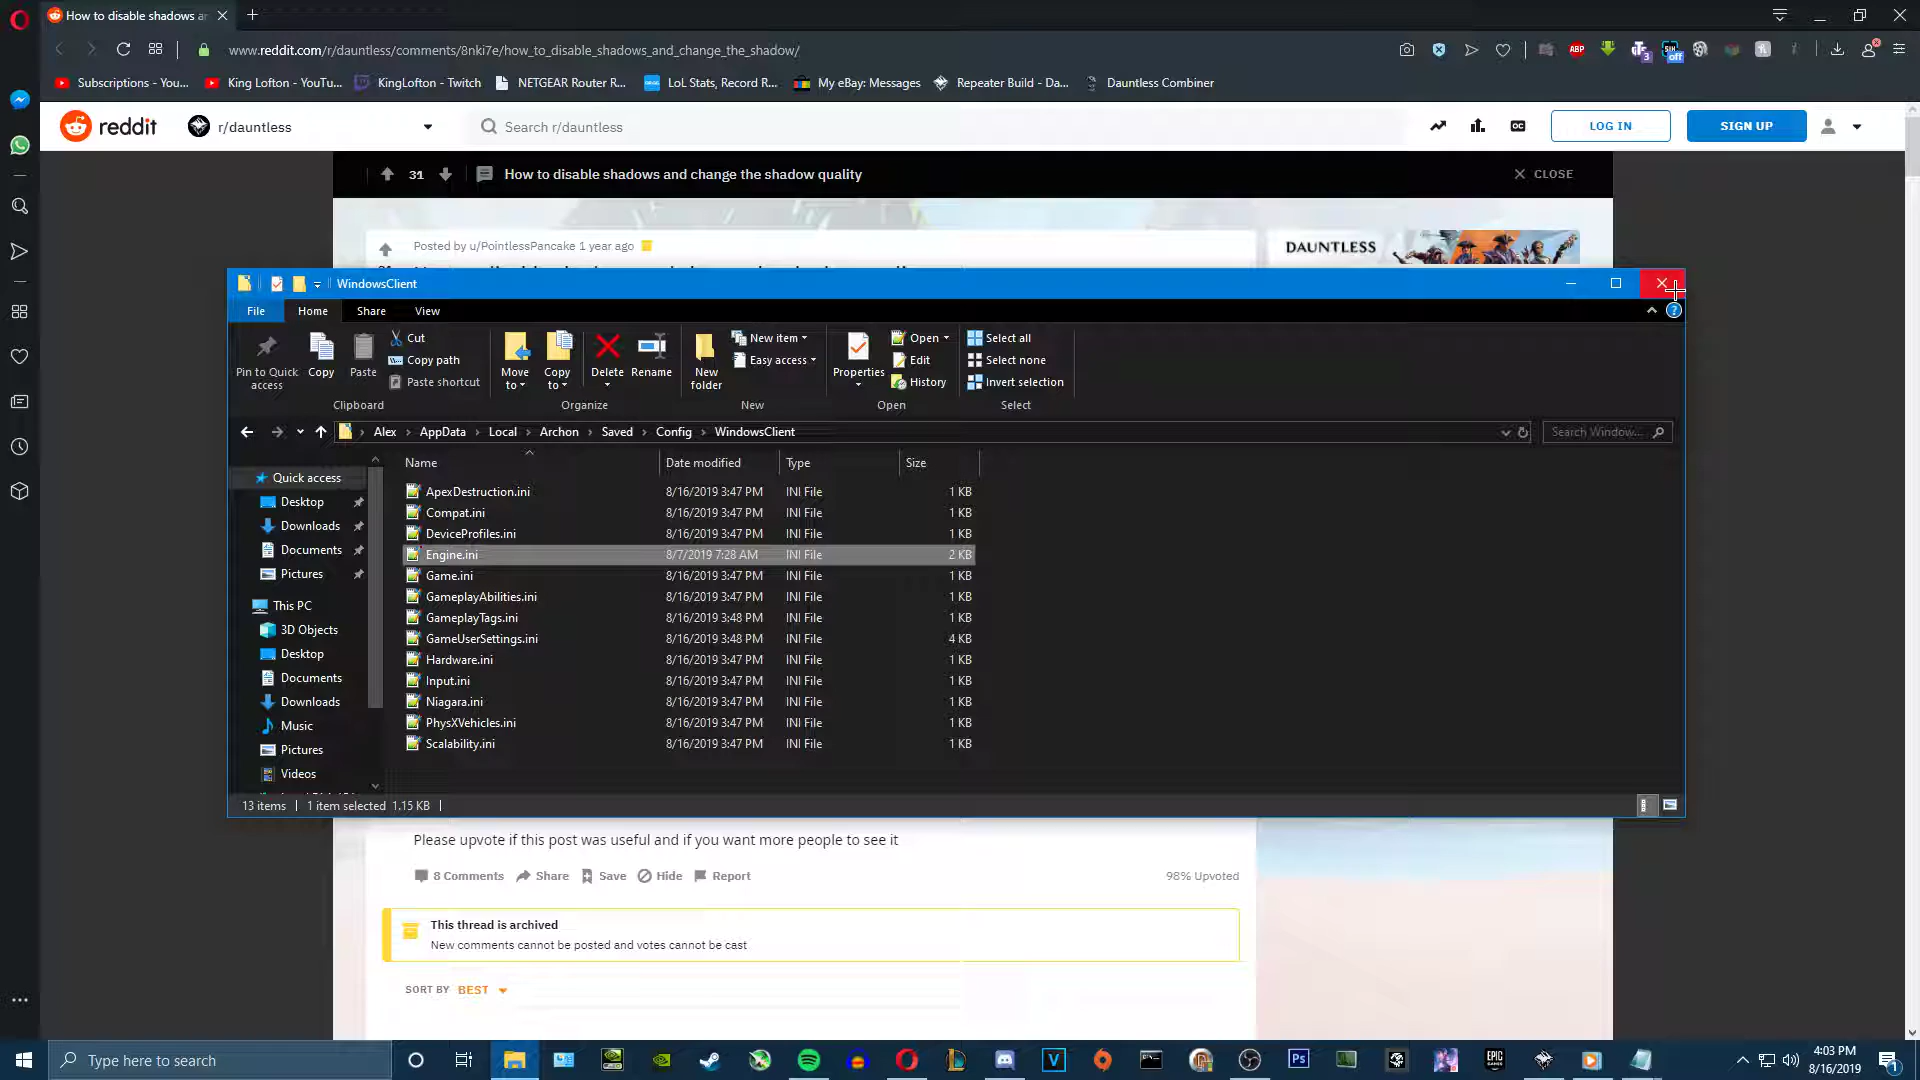 How to disable shadows a
www.reddit.com/r/dauntless/comments/8nki7e/how_to_disable_shadows_and_change_the_shadow/
ABP
3
off
Subscriptions - You...
King Lofton - YouTu...
KingLofton - Twitch
NETGEAR Router R...
LoL Stats, Record R...
My eBay: Messages
Repeater Build - Da...
Dauntless Combiner
reddit
r/dauntless
Search r/dauntless
OC
LOG IN
SIGN UP
31
How to disable shadows and change the shadow quality
CLOSE
Posted by u/PointlessPancake 1 year ago
DAUNTLESS
WindowsClient
File
Home
Share
View
Pin to Quick
access
Copy
Paste
Cut
Copy path
Paste shortcut
Clipboard
Move
to
Copy
to
Delete
Rename
Organize
New
folder
New item
Easy access
New
Properties
Open
Edit
History
Open
Select all
Select none
Invert selection
Select
Alex
AppData
Local
Archon
Saved
Config
WindowsClient
Search Window...
Quick access
Desktop
Downloads
Documents
Pictures
This PC
3D Objects
Desktop
Documents
Downloads
Music
Pictures
Videos
Name Date modified Type Size
ApexDestruction.ini 8/16/2019 3:47 PM INI File 1 KB
Compat.ini 8/16/2019 3:47 PM INI File 1 KB
DeviceProfiles.ini 8/16/2019 3:47 PM INI File 1 KB
Engine.ini 8/7/2019 7:28 AM INI File 2 KB
Game.ini 8/16/2019 3:47 PM INI File 1 KB
GameplayAbilities.ini 8/16/2019 3:47 PM INI File 1 KB
GameplayTags.ini 8/16/2019 3:48 PM INI File 1 KB
GameUserSettings.ini 8/16/2019 3:48 PM INI File 4 KB
Hardware.ini 8/16/2019 3:47 PM INI File 1 KB
Input.ini 8/16/2019 3:47 PM INI File 1 KB
Niagara.ini 8/16/2019 3:47 PM INI File 1 KB
PhysXVehicles.ini 8/16/2019 3:47 PM INI File 1 KB
Scalability.ini 8/16/2019 3:47 PM INI File 1 KB
13 items
1 item selected 1.15 KB
Please upvote if this post was useful and if you want more people to see it
8 Comments
Share
Save
Hide
Report
98% Upvoted
This thread is archived
New comments cannot be posted and votes cannot be cast
SORT BY BEST
Type here to search
V
Ps
EPIC
GAMES
4:03 PM
8/16/2019
1